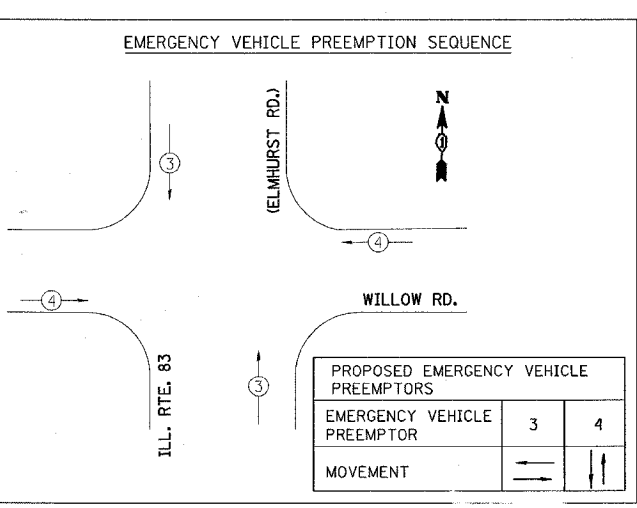 EMERGENCY VEHICLE PREEMPTION SEQUENCE
N
1
(ELMHURST RD.)
3
4
4
WILLOW RD.
ILL. RTE. 83
3
PROPOSED EMERGENCY VEHICLE
PREEMPTORS
EMERGENCY VEHICLE
PREEMPTOR
3
4
MOVEMENT